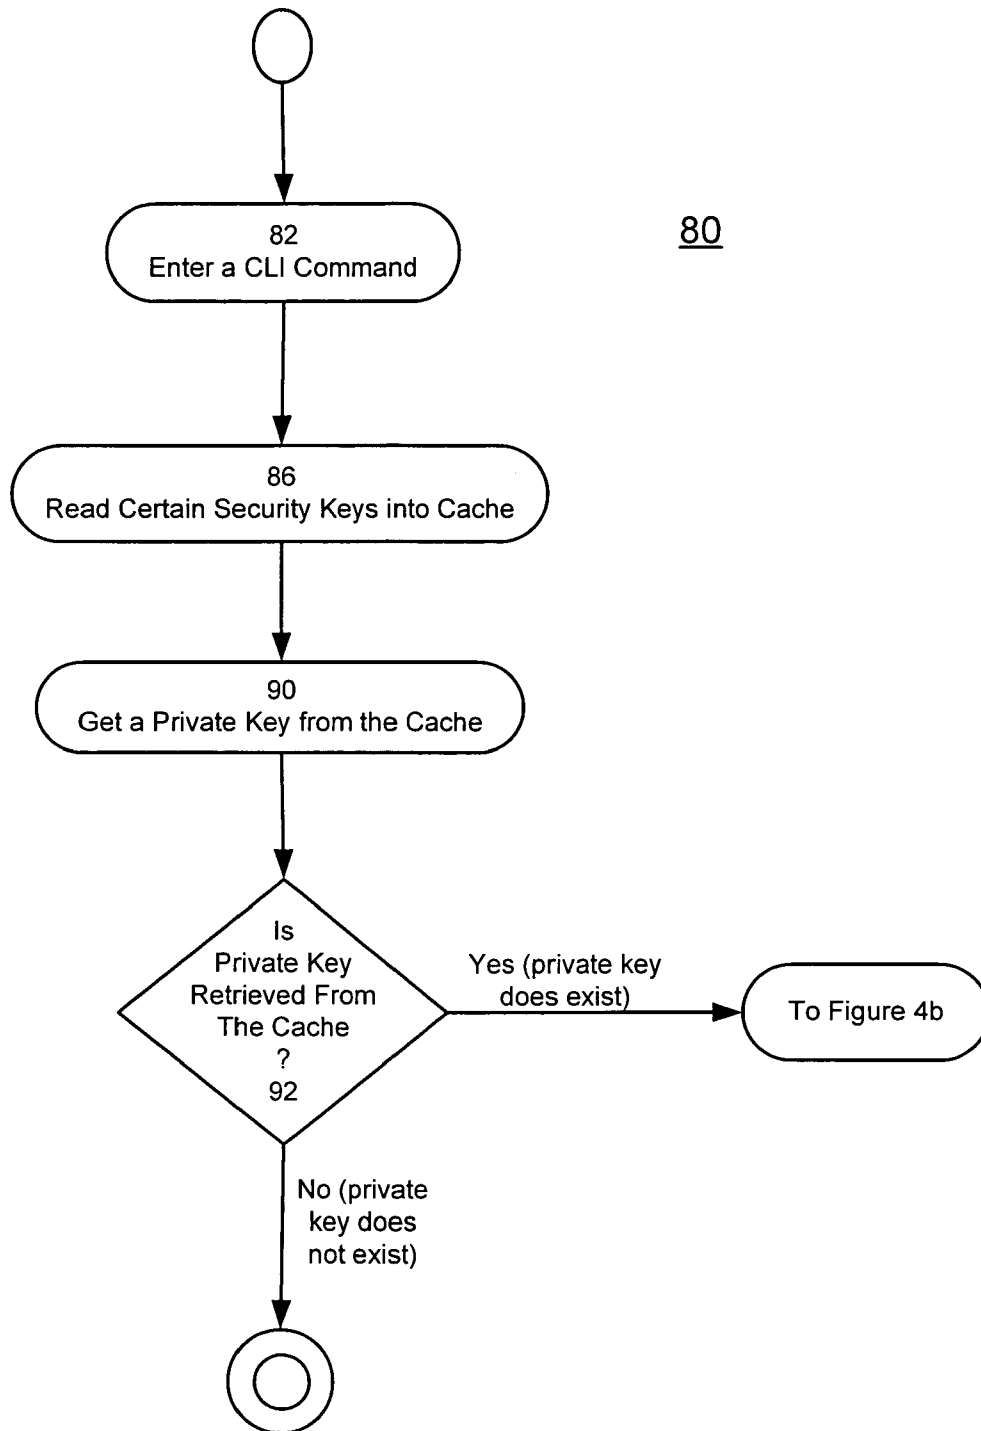 82
Enter a CLI Command
80
86
Read Certain Security Keys into Cache
90
Get a Private Key from the Cache
Is
Private Key
Retrieved From
The Cache
?
92
Yes (private key
does exist)
To Figure 4b
No (private
key does
not exist)